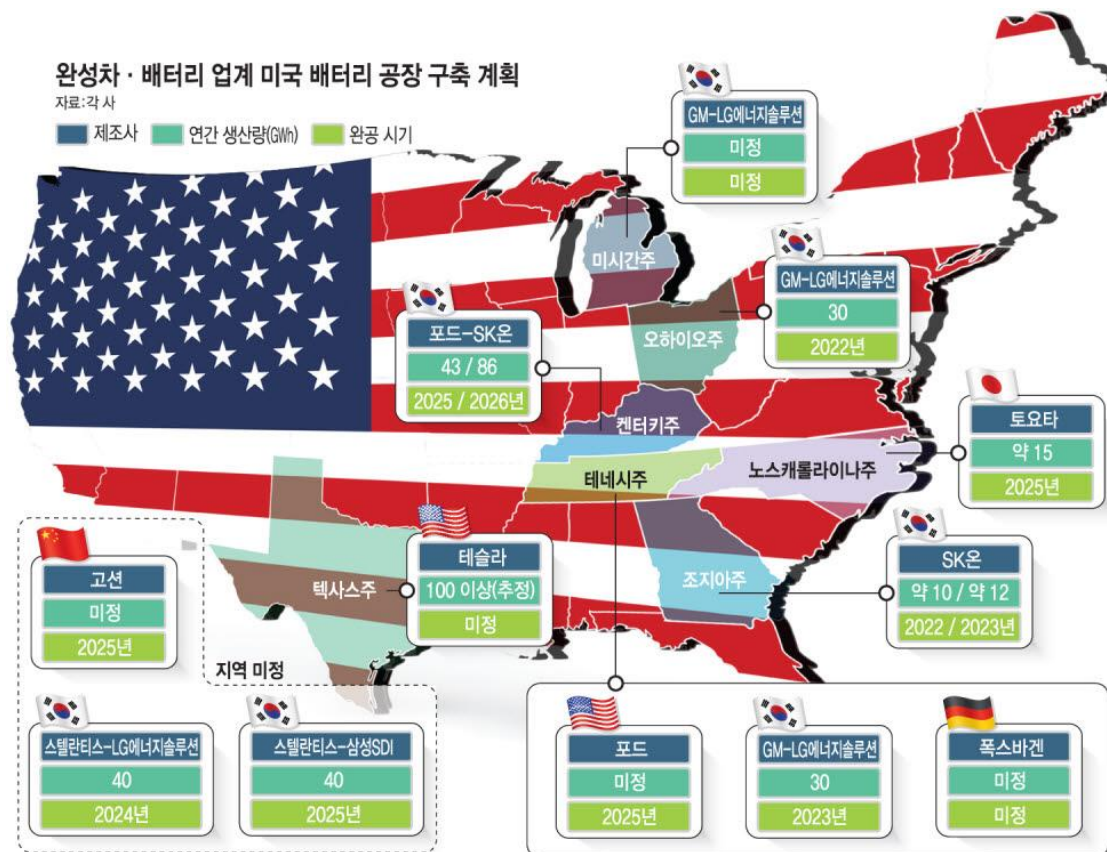 완성차 · 배터리 업계 미국 배터리 공장 구축 계획
자료:각 사
제조사 연간 생산량(GWh) 완공 시기
GM-LG에너지솔루션
미정
미정
미시간주
GM-LG에너지솔루션
30
2022년
오하이오주
포드-SK온
43 / 86
2025 / 2026년
켄터키주
토요타
약 15
2025년
노스캐롤라이나주
테네시주
SK온
약 10 / 약 12
2022 / 2023년
조지아주
테슬라
100 이상(추정)
미정
텍사스주
고션
미정
2025년
지역 미정
스텔란티스-LG에너지솔루션
40
2024년
스텔란티스-삼성SDI
40
2025년
포드
미정
2025년
GM-LG에너지솔루션
30
2023년
폭스바겐
미정
미정